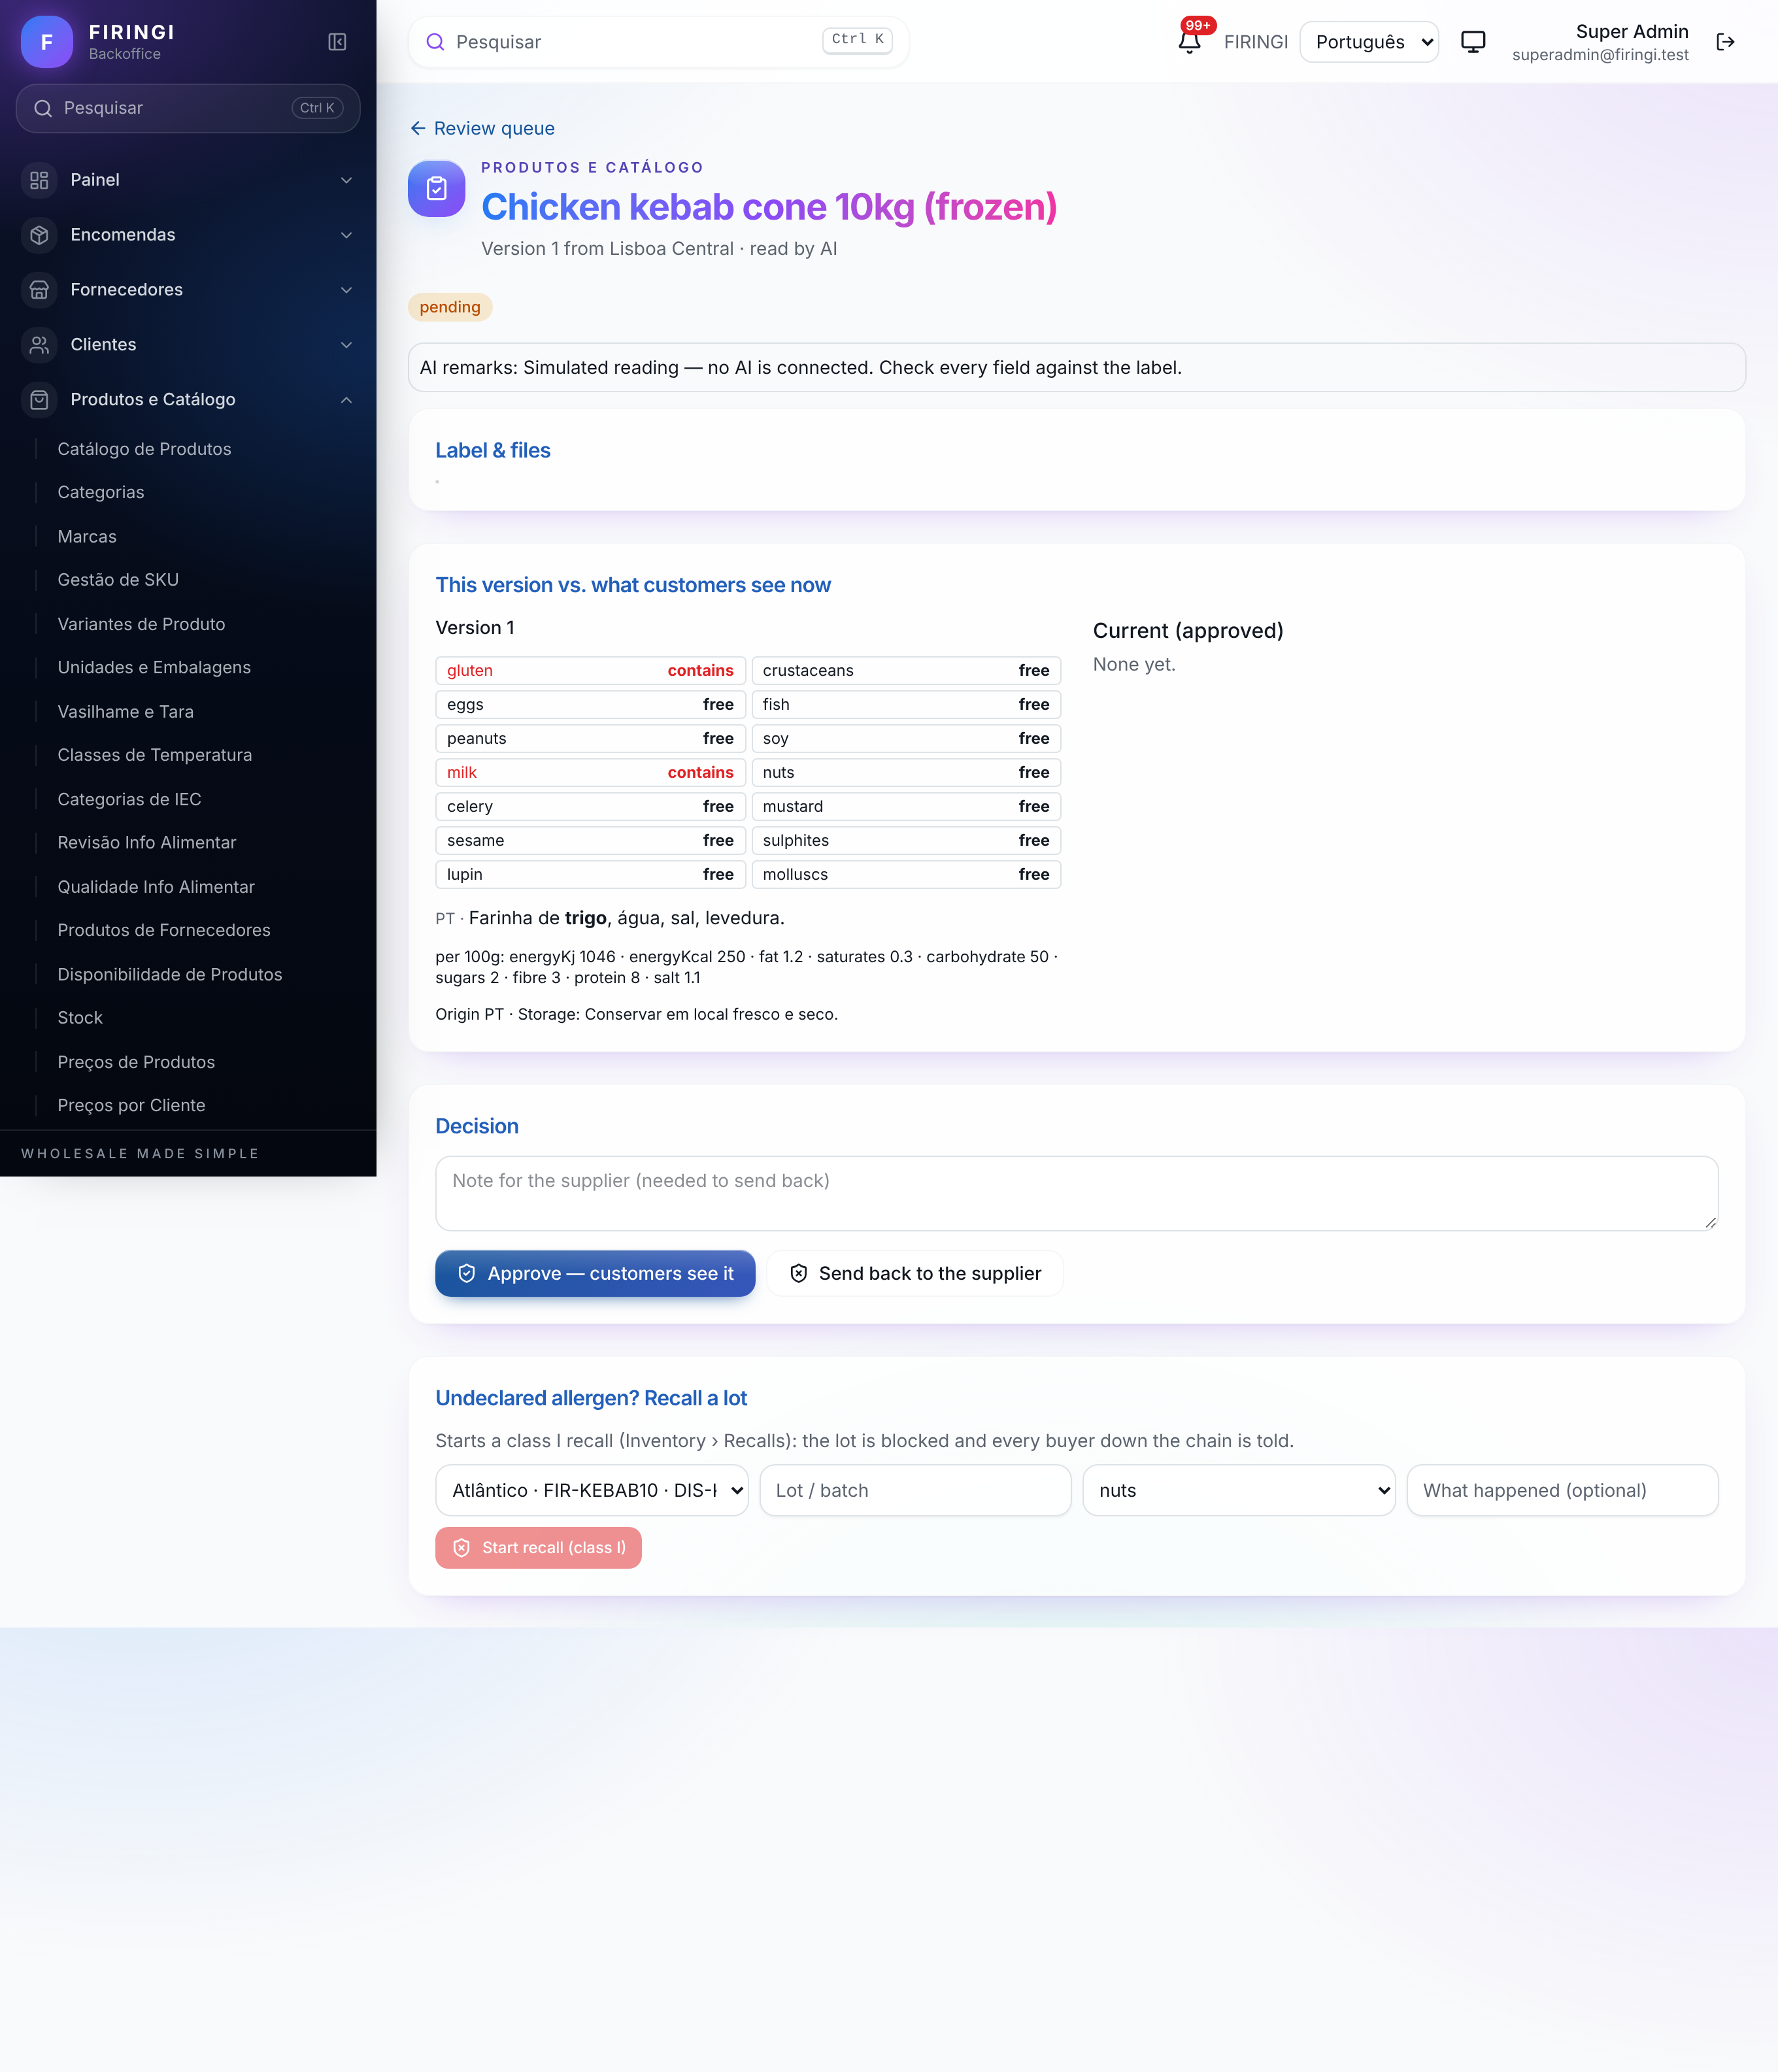 F
FIRINGI
Backoffice
Pesquisar
Ctrl K
Painel
Encomendas
Fornecedores
Clientes
Produtos e Catálogo
Catálogo de Produtos
Categorias
Marcas
Gestão de SKU
Variantes de Produto
Unidades e Embalagens
Vasilhame e Tara
Classes de Temperatura
Categorias de IEC
Revisão Info Alimentar
Qualidade Info Alimentar
Produtos de Fornecedores
Disponibilidade de Produtos
Stock
Preços de Produtos
Preços por Cliente
WHOLESALE MADE SIMPLE
Pesquisar
Ctrl K
99+
FIRINGI
Português
Super Admin
superadmin@firingi.test
Review queue
PRODUTOS E CATÁLOGO
Chicken kebab cone 10kg (frozen)
Version 1 from Lisboa Central · read by AI
pending
AI remarks: Simulated reading — no AI is connected. Check every field against the label.
Label & files
·
This version vs. what customers see now
Version 1
gluten contains crustaceans free
eggs free fish free
peanuts free soy free
milk contains nuts free
celery free mustard free
sesame free sulphites free
lupin free molluscs free
PT · Farinha de trigo, água, sal, levedura.
per 100g: energyKj 1046 · energyKcal 250 · fat 1.2 · saturates 0.3 · carbohydrate 50 ·
sugars 2 · fibre 3 · protein 8 · salt 1.1
Origin PT · Storage: Conservar em local fresco e seco.
Current (approved)
None yet.
Decision
Note for the supplier (needed to send back)
Approve — customers see it
Send back to the supplier
Undeclared allergen? Recall a lot
Starts a class I recall (Inventory › Recalls): the lot is blocked and every buyer down the chain is told.
Atlântico · FIR-KEBAB10 · DIS-
Lot / batch
nuts
What happened (optional)
Start recall (class I)